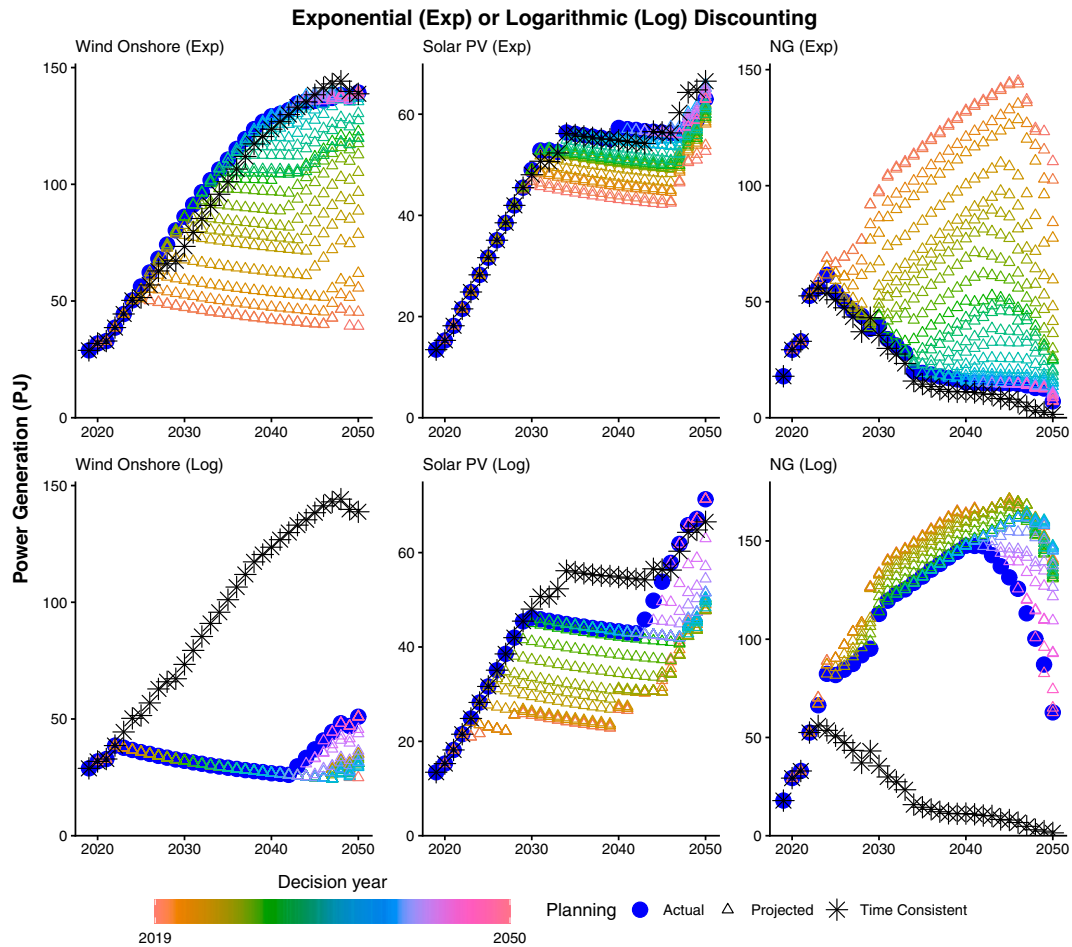 Exponential (Exp) or Logarithmic (Log) Discounting
Wind Onshore (Exp)
Solar PV (Exp)
NG (Exp)
150
100
50
0
60
40
20
0
150
100
50
0
2020 2030 2040 2050
2020 2030 2040 2050
2020 2030 2040 2050
Power Generation (PJ)
Wind Onshore (Log)
Solar PV (Log)
NG (Log)
150
100
50
0
60
40
20
0
150
100
50
0
2020 2030 2040 2050
2020 2030 2040 2050
2020 2030 2040 2050
Decision year
2019 2050
Planning Actual Projected Time Consistent